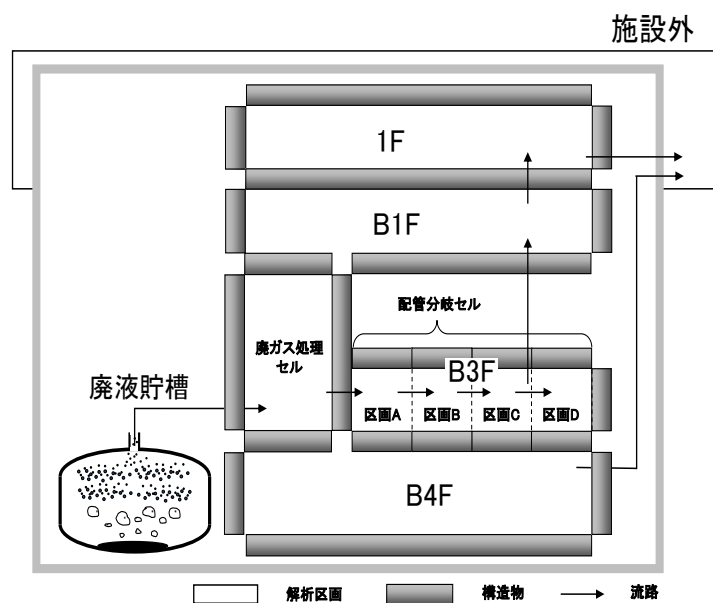 施設外
1F
B1F
配管分岐セル
廃ガス処理
セル
B3F
廃液貯槽
区画A 区画B 区画C 区画D
B4F
解析区画 構造物 流路